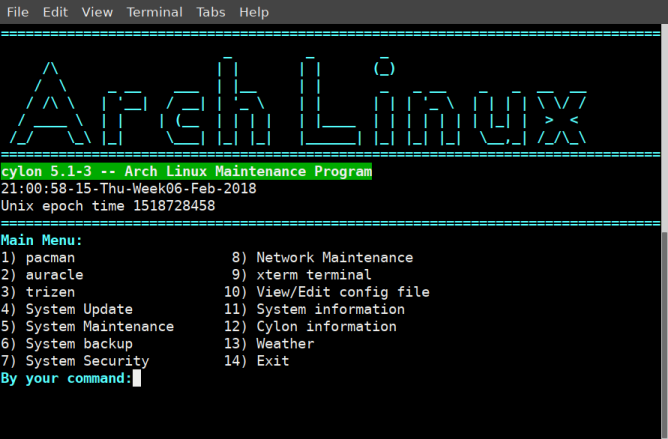 File Edit View Terminal Tabs Help
Arch Linux
cylon 5.1-3 -- Arch Linux Maintenance Program
21:00:58-15-Thu-Week06-Feb-2018
Unix epoch time 1518728458
Main Menu:
1) pacman 8) Network Maintenance
2) auracle 9) xterm terminal
3) trizen 10) View/Edit config file
4) System Update 11) System information
5) System Maintenance 12) Cylon information
6) System backup 13) Weather
7) System Security 14) Exit
By your command: